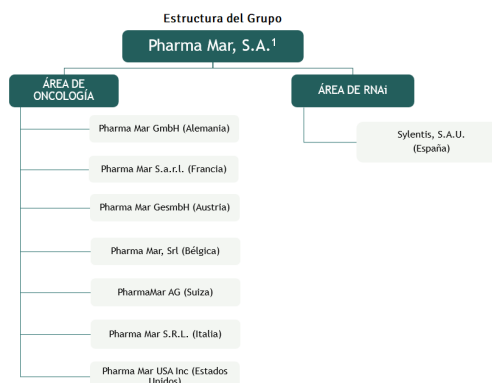 Estructura del Grupo
Pharma Mar, S.A.¹
ÁREA DE
ONCOLOGÍA
ÁREA DE RNAi
Pharma Mar GmbH (Alemania)
Sylentis, S.A.U.
(España)
Pharma Mar S.a.r.l. (Francia)
Pharma Mar GesmbH (Austria)
Pharma Mar, Srl (Bélgica)
PharmaMar AG (Suiza)
Pharma Mar S.R.L. (Italia)
Pharma Mar USA Inc (Estados
Unidos)